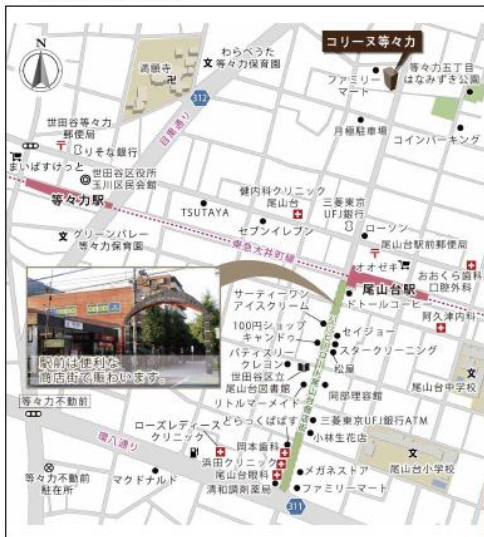 N
コリーヌ等々力
満願寺
わらべうた
等々力保育園
ファミリー
マート
等々力五丁目
はなみずき公園
312
目黒通り
月極駐車場
コインパーキング
世田谷等々力
郵便局
りそな銀行
まいばすけっと
世田谷区役所
玉川区民会館
等々力駅
TSUTAYA
健内科クリニック
尾山台
三菱東京
UFJ銀行
セブンイレブン
ローソン
尾山台駅前郵便局
グリーンバレー
等々力保育園
東急大井町線
オオゼキ
尾山台駅
おおくら歯科
口腔外科
ドトールコーヒー
阿久津内科
サーティーワン
アイスクリーム
100円ショップ
キャンドゥ
セイジョー
スタークリーニング
パティスリー
クレヨン
松屋
世田谷区立
尾山台図書館
阿部理容館
リトルマーメイド
尾山台中学校
駅前は便利な
商店街で賑わいます。
等々力不動前
環八通り
ローズレディース
クリニック
どらっくぱぱす
三菱東京UFJ銀行ATM
小林生花店
岡本歯科
浜田クリニック
尾山台眼科
清和調剤薬局
メガネストア
ファミリーマート
尾山台小学校
等々力不動前
駐在所
マクドナルド
311